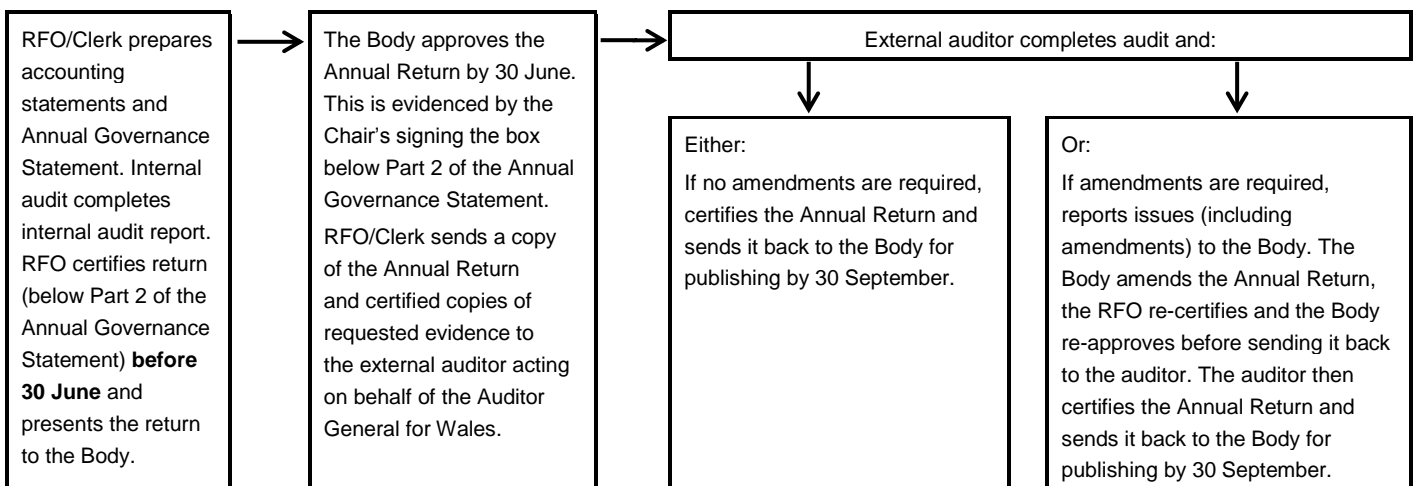 RFO/Clerk prepares
accounting
statements and
Annual Governance
Statement. Internal
audit completes
internal audit report.
RFO certifies return
(below Part 2 of the
Annual Governance
Statement) before
30 June and
presents the return
to the Body.
The Body approves the
Annual Return by 30 June.
This is evidenced by the
Chair's signing the box
below Part 2 of the Annual
Governance Statement.
RFO/Clerk sends a copy
of the Annual Return
and certified copies of
requested evidence to
the external auditor acting
on behalf of the Auditor
General for Wales.
External auditor completes audit and:
Either:
If no amendments are required,
certifies the Annual Return and
sends it back to the Body for
publishing by 30 September.
Or:
If amendments are required,
reports issues (including
amendments) to the Body. The
Body amends the Annual Return,
the RFO re-certifies and the Body
re-approves before sending it back
to the auditor. The auditor then
certifies the Annual Return and
sends it back to the Body for
publishing by 30 September.